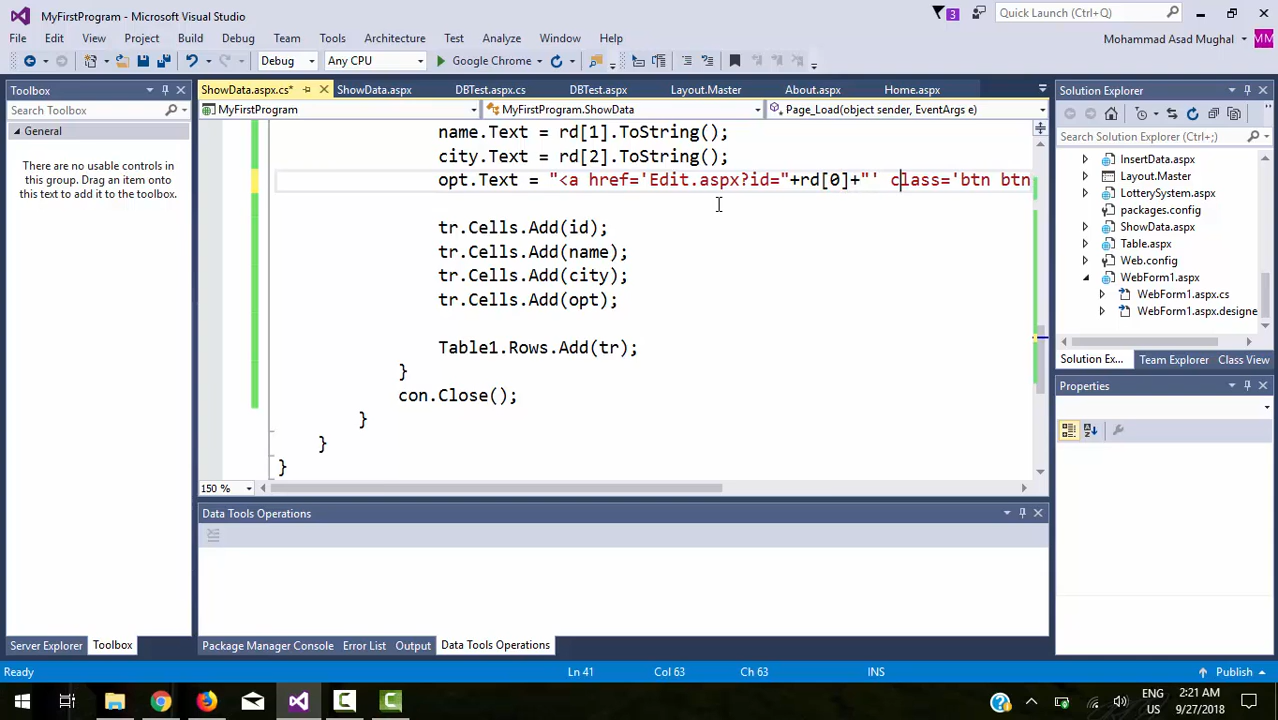 MyFirstProgram - Microsoft Visual Studio
3
Quick Launch (Ctrl+Q)
File Edit View Project Build Debug Team Tools Architecture Test Analyze Window Help
Mohammad Asad Mughal
MM
Debug Any CPU Google Chrome
Toolbox
Search Toolbox
General
There are no usable controls in
this group. Drag an item onto
this text to add it to the toolbox.
ShowData.aspx.cs* ShowData.aspx DBTest.aspx.cs DBTest.aspx Layout.Master About.aspx Home.aspx
MyFirstProgram MyFirstProgram.ShowData Page_Load(object sender, EventArgs e)
name.Text = rd[1].ToString();
city.Text = rd[2].ToString();
opt.Text = "<a href='Edit.aspx?id="+rd[0]+"' class='btn btn
tr.Cells.Add(id);
tr.Cells.Add(name);
tr.Cells.Add(city);
tr.Cells.Add(opt);
Table1.Rows.Add(tr);
}
con.Close();
}
}
}
150 %
Data Tools Operations
Solution Explorer
Search Solution Explorer (Ctrl+;)
InsertData.aspx
Layout.Master
LotterySystem.aspx
packages.config
ShowData.aspx
Table.aspx
Web.config
WebForm1.aspx
WebForm1.aspx.cs
WebForm1.aspx.designe
Solution Ex... Team Explorer Class View
Properties
Server Explorer Toolbox
Package Manager Console Error List Output Data Tools Operations
Ready Ln 41 Col 63 Ch 63 INS Publish
ENG
US
2:21 AM
9/27/2018